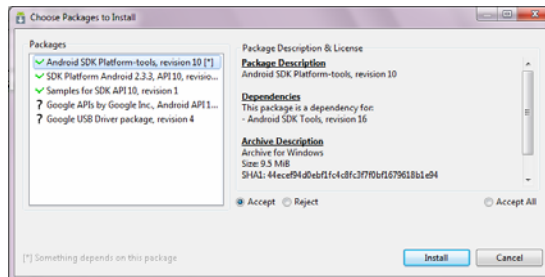 Choose Packages to Install
Packages
Android SDK Platform-tools, revision 10 [*]
SDK Platform Android 2.3.3, API 10, revisio...
Samples for SDK API 10, revision 1
? Google APIs by Google Inc., Android API 1...
? Google USB Driver package, revision 4
Package Description & License
Package Description
Android SDK Platform-tools, revision 10
Dependencies
This package is a dependency for:
- Android SDK Tools, revision 16
Archive Description
Archive for Windows
Size: 9.5 MiB
SHA1: 44ecef94d0ebf1fc4c8fc3f7f0bf1679618b1e94
Accept
Reject
Accept All
[*] Something depends on this package
Install
Cancel